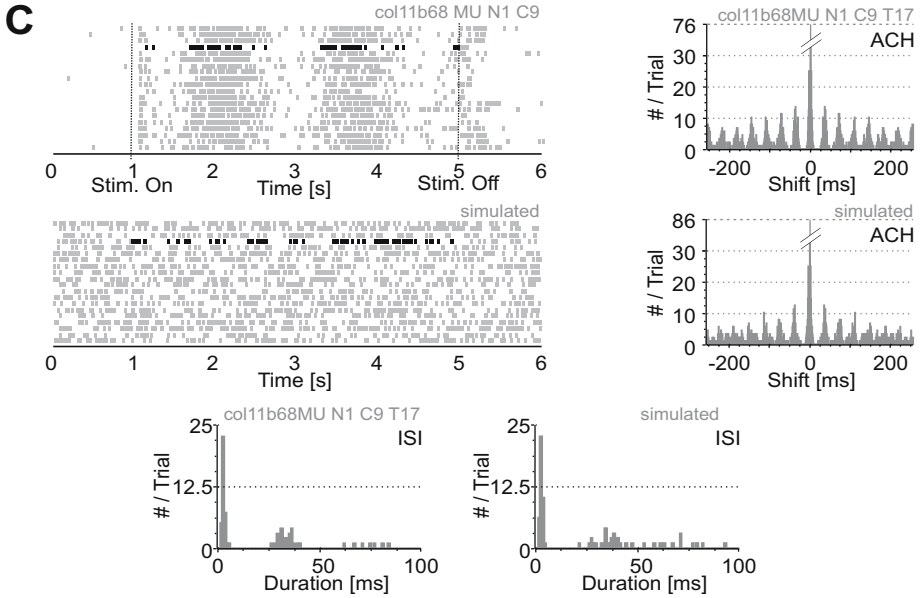 C
col11b68 MU N1 C9
0 1 2 3 4 5 6
Stim. On Time [s] Stim. Off
col11b68MU N1 C9 T17
ACH
# / Trial
76
30
20
10
0
-200 0 200
Shift [ms]
simulated
0 1 2 3 4 5 6
Time [s]
simulated
ACH
# / Trial
86
30
20
10
0
-200 0 200
Shift [ms]
col11b68MU N1 C9 T17
ISI
# / Trial
25
12.5
0
0 50 100
Duration [ms]
simulated
ISI
# / Trial
25
12.5
0
0 50 100
Duration [ms]